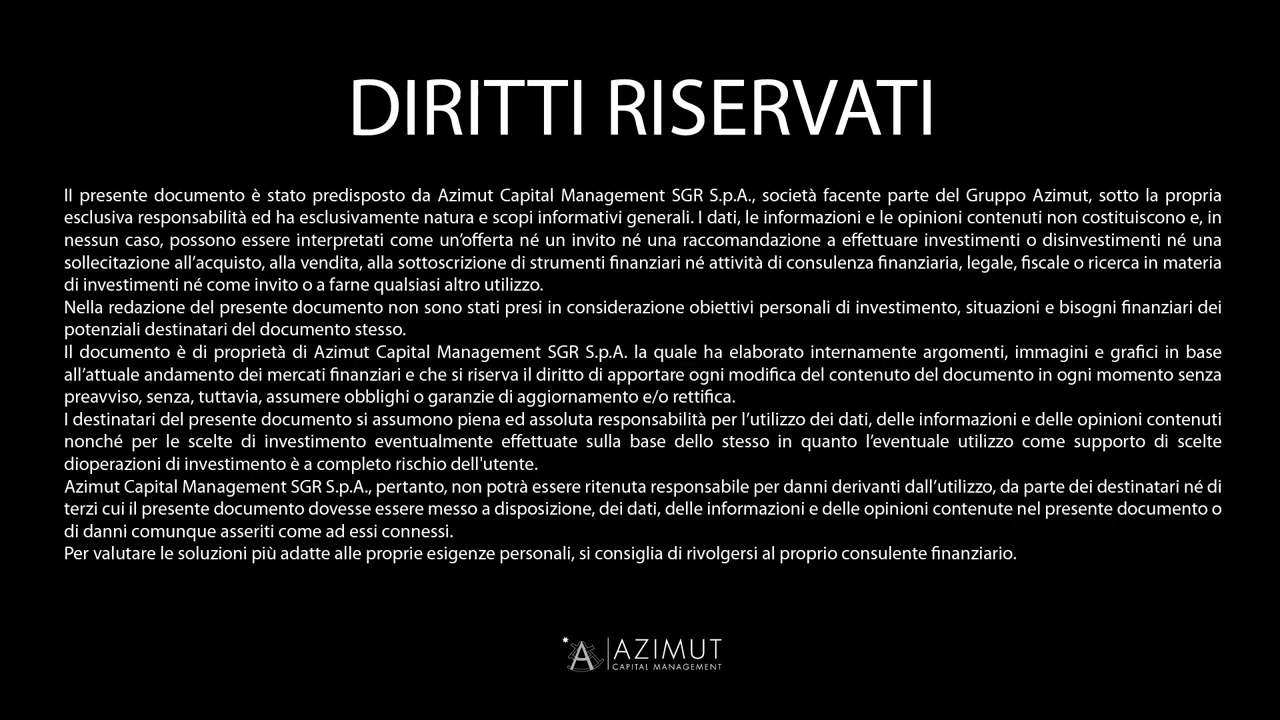 DIRITTI RISERVATI
Il presente documento è stato predisposto da Azimut Capital Management SGR S.p.A., società facente parte del Gruppo Azimut, sotto la propria
esclusiva responsabilità ed ha esclusivamente natura e scopi informativi generali. I dati, le informazioni e le opinioni contenuti non costituiscono e, in
nessun caso, possono essere interpretati come un’offerta né un invito né una raccomandazione a effettuare investimenti o disinvestimenti né una
sollecitazione all’acquisto, alla vendita, alla sottoscrizione di strumenti finanziari né attività di consulenza finanziaria, legale, fiscale o ricerca in materia
di investimenti né come invito o a farne qualsiasi altro utilizzo.
Nella redazione del presente documento non sono stati presi in considerazione obiettivi personali di investimento, situazioni e bisogni finanziari dei
potenziali destinatari del documento stesso.
Il documento è di proprietà di Azimut Capital Management SGR S.p.A. la quale ha elaborato internamente argomenti, immagini e grafici in base
all’attuale andamento dei mercati finanziari e che si riserva il diritto di apportare ogni modifica del contenuto del documento in ogni momento senza
preavviso, senza, tuttavia, assumere obblighi o garanzie di aggiornamento e/o rettifica.
I destinatari del presente documento si assumono piena ed assoluta responsabilità per l’utilizzo dei dati, delle informazioni e delle opinioni contenuti
nonché per le scelte di investimento eventualmente effettuate sulla base dello stesso in quanto l’eventuale utilizzo come supporto di scelte
dioperazioni di investimento è a completo rischio dell'utente.
Azimut Capital Management SGR S.p.A., pertanto, non potrà essere ritenuta responsabile per danni derivanti dall’utilizzo, da parte dei destinatari né di
terzi cui il presente documento dovesse essere messo a disposizione, dei dati, delle informazioni e delle opinioni contenute nel presente documento o
di danni comunque asseriti come ad essi connessi.
Per valutare le soluzioni più adatte alle proprie esigenze personali, si consiglia di rivolgersi al proprio consulente finanziario.
AZIMUT
CAPITAL MANAGEMENT